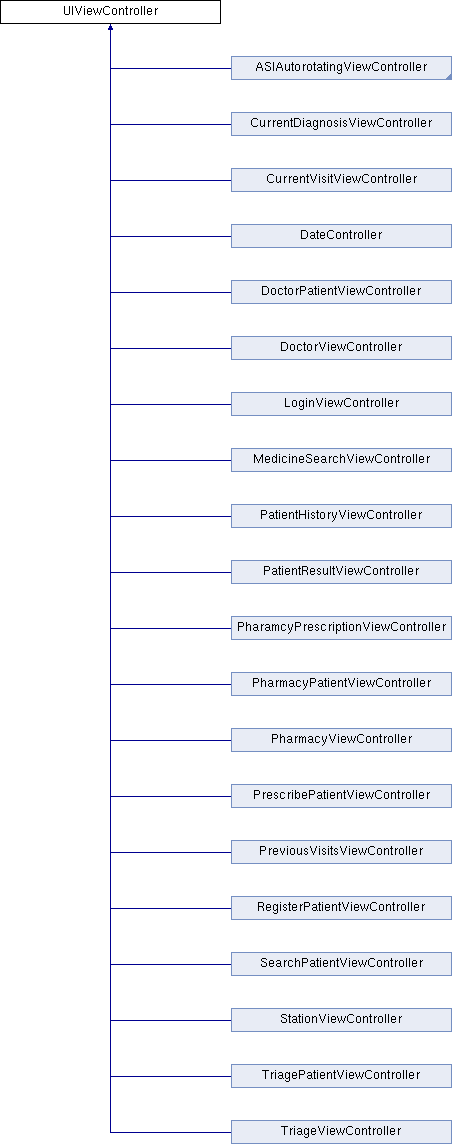 UIViewController
ASIAutorotatingViewController
CurrentDiagnosisViewController
CurrentVisitViewController
DateController
DoctorPatientViewController
DoctorViewController
LoginViewController
MedicineSearchViewController
PatientHistoryViewController
PatientResultViewController
PharamcyPrescriptionViewController
PharmacyPatientViewController
PharmacyViewController
PrescribePatientViewController
PreviousVisitsViewController
RegisterPatientViewController
SearchPatientViewController
StationViewController
TriagePatientViewController
TriageViewController